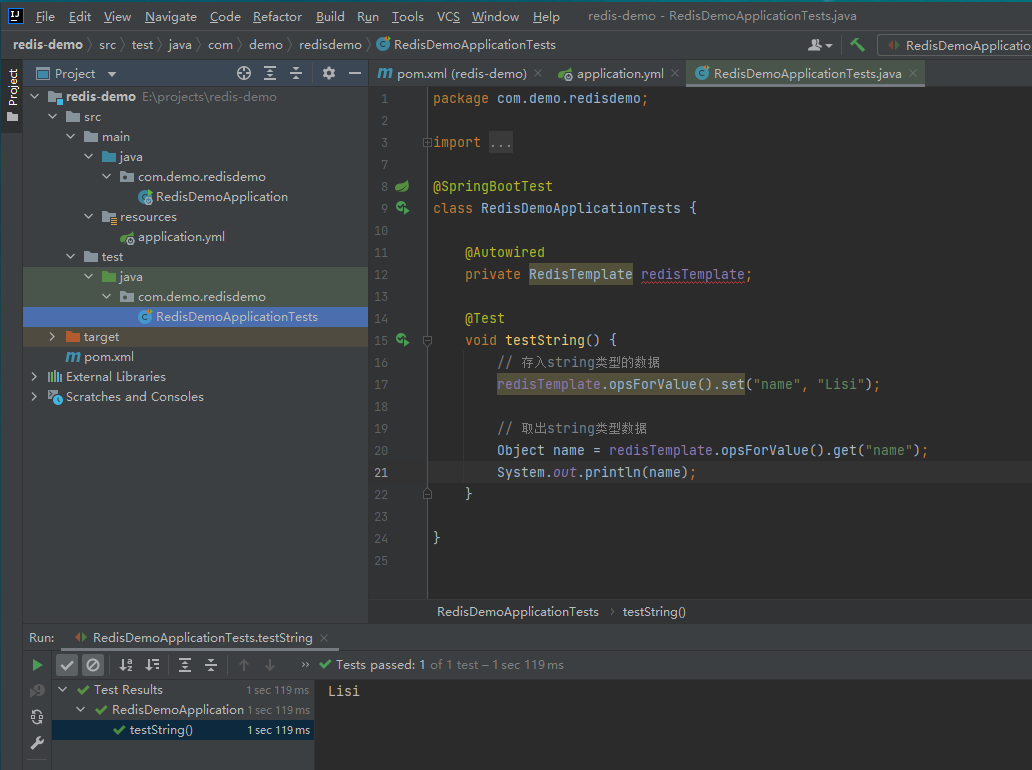 File Edit View Navigate Code Refactor Build Run Tools VCS Window Help redis-demo - RedisDemoApplicationTests.java
redis-demo src test java com demo redisdemo RedisDemoApplicationTests RedisDemoApplicatio
Project
Project
pom.xml (redis-demo) application.yml RedisDemoApplicationTests.java
redis-demo E:\projects\redis-demo
src
main
java
com.demo.redisdemo
RedisDemoApplication
resources
application.yml
test
java
com.demo.redisdemo
RedisDemoApplicationTests
target
pom.xml
External Libraries
Scratches and Consoles
1 package com.demo.redisdemo;
2
3 import ...
7
8 @SpringBootTest
9 class RedisDemoApplicationTests {
10
11 @Autowired
12 private RedisTemplate redisTemplate;
13
14 @Test
15 void testString() {
16 // 存入string类型的数据
17 redisTemplate.opsForValue().set("name", "Lisi");
18
19 // 取出string类型数据
20 Object name = redisTemplate.opsForValue().get("name");
21 System.out.println(name);
22 }
23
24 }
25
RedisDemoApplicationTests testString()
Run: RedisDemoApplicationTests.testString
Tests passed: 1 of 1 test – 1 sec 119 ms
Test Results 1 sec 119 ms
RedisDemoApplication 1 sec 119 ms
testString() 1 sec 119 ms
Lisi